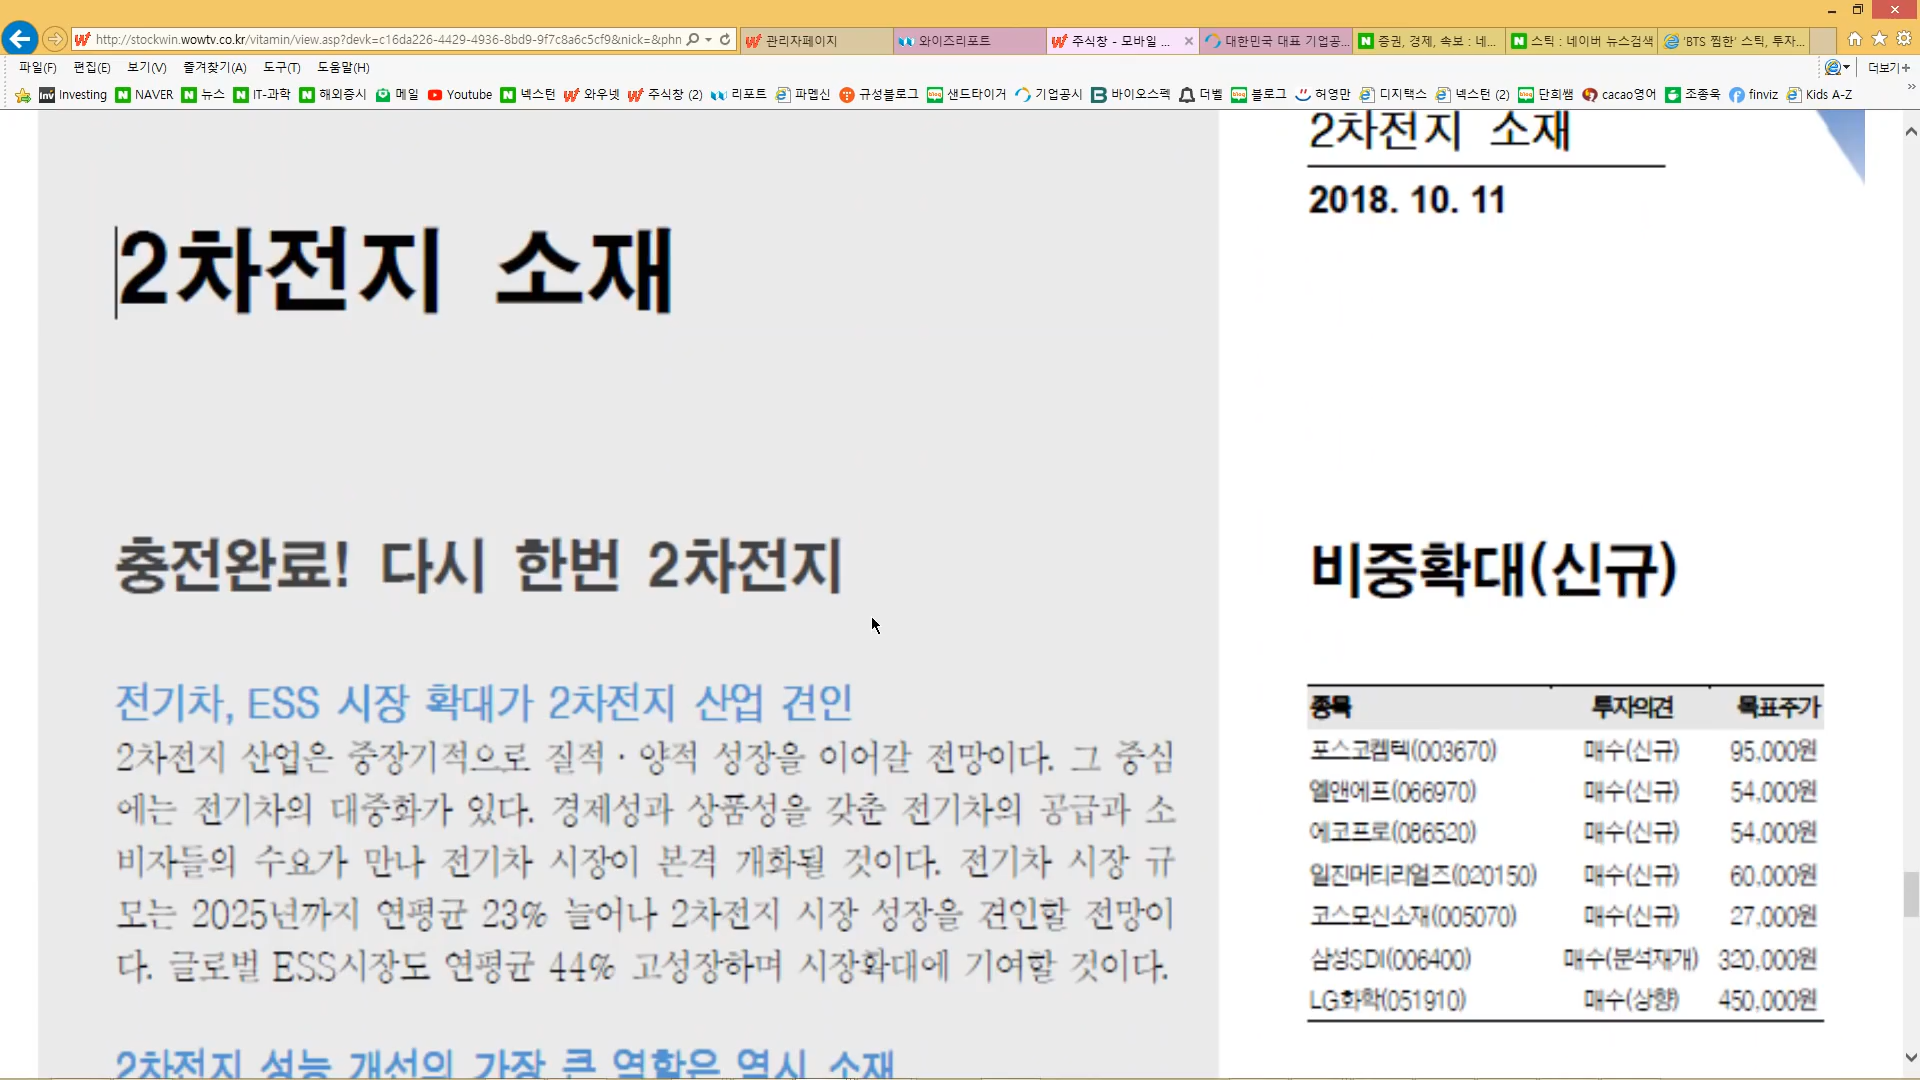 http://stockwin.wowtv.co.kr/vitamin/view.asp?devk=c16da226-4429-4936-8bd9-9f7c8a6c5cf9&nick=&phn
관리자페이지
와이즈리포트
주식창 - 모바일 ...
대한민국 대표 기업공...
증권, 경제, 속보 : 네...
스틱 : 네이버 뉴스검색
'BTS 찜한' 스틱, 투자...
파일(F) 편집(E) 보기(V) 즐겨찾기(A) 도구(T) 도움말(H) 더보기
Investing NAVER 뉴스 IT-과학 해외증시 메일 Youtube 넥스턴 와우넷 주식창 (2) 리포트 파맵신 규성블로그 샌드타이거 기업공시 바이오스펙 더벨 블로그 허영만 디지택스 넥스턴 (2) 단희쌤 cacao영어 조종욱 finviz Kids A-Z
2차전지 소재
충전완료! 다시 한번 2차전지
전기차, ESS 시장 확대가 2차전지 산업 견인
2차전지 산업은 중장기적으로 질적 · 양적 성장을 이어갈 전망이다. 그 중심
에는 전기차의 대중화가 있다. 경제성과 상품성을 갖춘 전기차의 공급과 소
비자들의 수요가 만나 전기차 시장이 본격 개화될 것이다. 전기차 시장 규
모는 2025년까지 연평균 23% 늘어나 2차전지 시장 성장을 견인할 전망이
다. 글로벌 ESS시장도 연평균 44% 고성장하며 시장확대에 기여할 것이다.
2차전지 성능 개선의 가장 큰 역할은 역시 소재
2차전지 소재
2018. 10. 11
비중확대(신규)
종목 투자의견 목표주가
포스코켐텍(003670) 매수(신규) 95,000원
엘앤에프(066970) 매수(신규) 54,000원
에코프로(086520) 매수(신규) 54,000원
일진머티리얼즈(020150) 매수(신규) 60,000원
코스모신소재(005070) 매수(신규) 27,000원
삼성SDI(006400) 매수(분석재개) 320,000원
LG화학(051910) 매수(상향) 450,000원